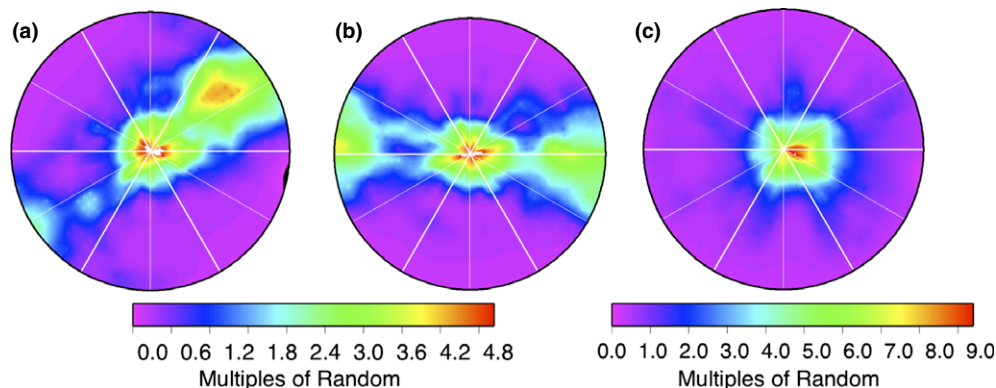 (a)
(b)
(c)
0.0 0.6 1.2 1.8 2.4 3.0 3.6 4.2 4.8
Multiples of Random
0.0 1.0 2.0 3.0 4.0 5.0 6.0 7.0 8.0 9.0
Multiples of Random